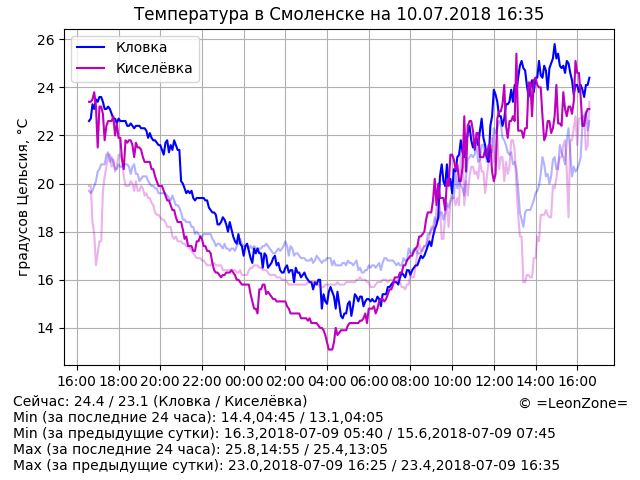 Температура в Смоленске на 10.07.2018 16:35
Кловка
Киселёвка
градусов Цельсия, °C
26
24
22
20
18
16
14
16:00 18:00 20:00 22:00 00:00 02:00 04:00 06:00 08:00 10:00 12:00 14:00 16:00
Сейчас: 24.4 / 23.1 (Кловка / Киселёвка)
© =LeonZone=
Min (за последние 24 часа): 14.4,04:45 / 13.1,04:05
Min (за предыдущие сутки): 16.3,2018-07-09 05:40 / 15.6,2018-07-09 07:45
Max (за последние 24 часа): 25.8,14:55 / 25.4,13:05
Max (за предыдущие сутки): 23.0,2018-07-09 16:25 / 23.4,2018-07-09 16:35